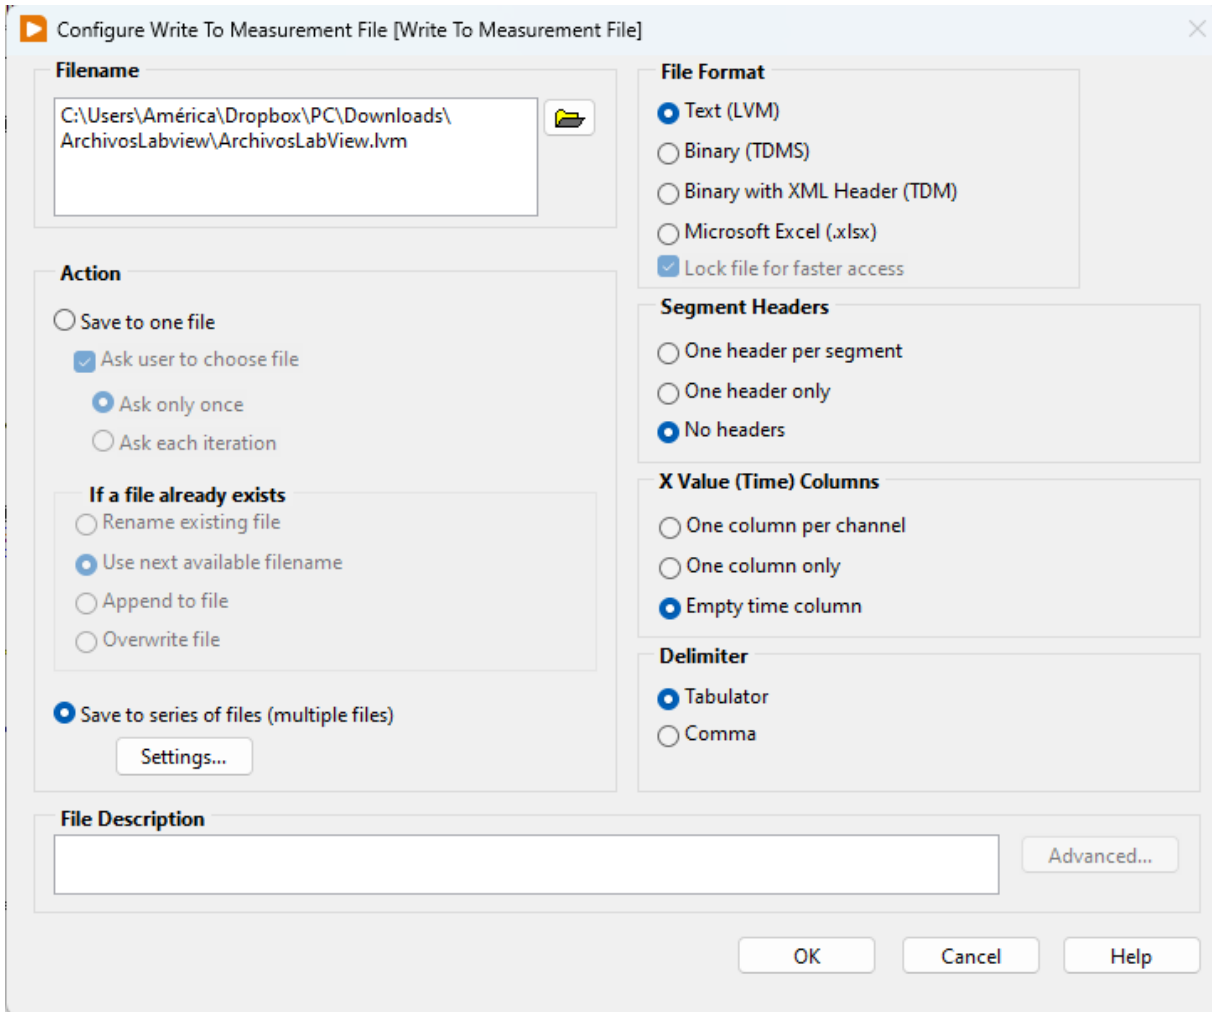 Configure Write To Measurement File [Write To Measurement File]
Filename
C:\Users\América\Dropbox\PC\Downloads\
ArchivosLabview\ArchivosLabView.lvm
Action
Save to one file
Ask user to choose file
Ask only once
Ask each iteration
If a file already exists
Rename existing file
Use next available filename
Append to file
Overwrite file
Save to series of files (multiple files)
Settings...
File Format
Text (LVM)
Binary (TDMS)
Binary with XML Header (TDM)
Microsoft Excel (.xlsx)
Lock file for faster access
Segment Headers
One header per segment
One header only
No headers
X Value (Time) Columns
One column per channel
One column only
Empty time column
Delimiter
Tabulator
Comma
File Description
Advanced...
OK
Cancel
Help